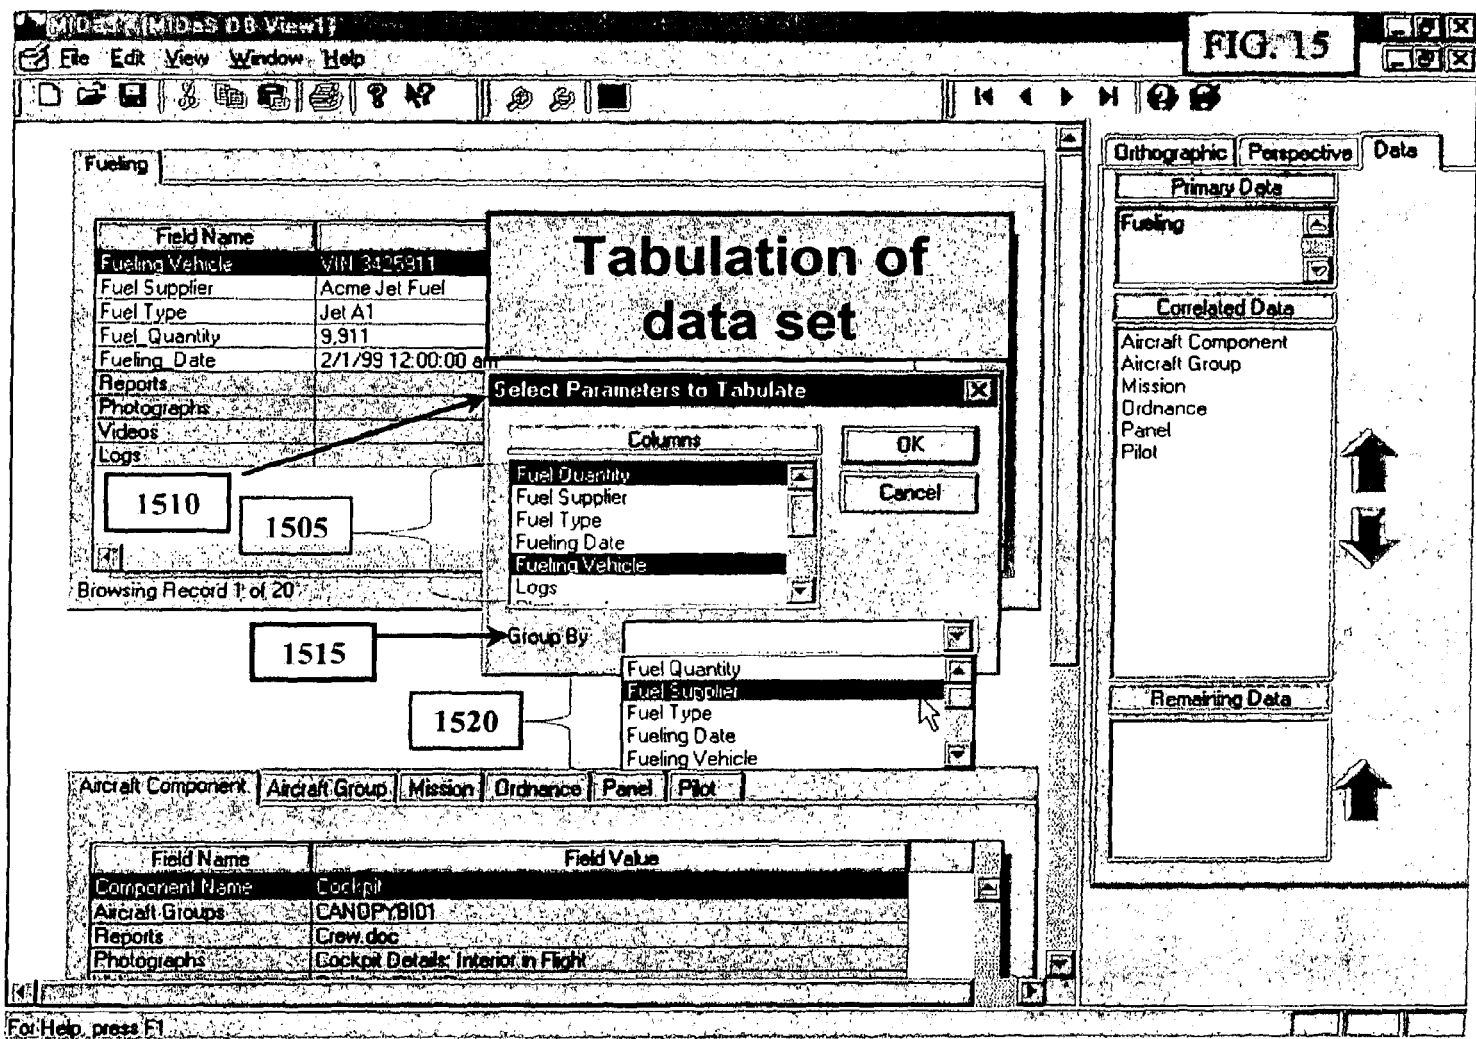 MIDaS - [MIDaS DB View1]
FIG. 15
File Edit View Window Help
Fueling
Field Name
Fueling Vehicle VIN 3426911
Fuel Supplier Acme Jet Fuel
Fuel Type Jet A1
Fuel_Quantity 9,911
Fueling_Date 2/1/99 12:00:00 am
Reports
Photographs
Videos
Logs
Browsing Record 1 of 20
Tabulation of
data set
Select Parameters to Tabulate
Columns
OK
Cancel
Fuel Quantity
Fuel Supplier
Fuel Type
Fueling Date
Fueling Vehicle
Logs
Group By
Fuel Quantity
Fuel Supplier
Fuel Type
Fueling Date
Fueling Vehicle
1510
1505
1515
1520
Aircraft Component Aircraft Group Mission Ordnance Panel Pilot
Field Name Field Value
Component Name Cockpit
Aircraft Groups CANOPYBI01
Reports Crew.doc
Photographs Cockpit Details; Interior in Flight
Orthographic Perspective Data
Primary Data
Fueling
Correlated Data
Aircraft Component
Aircraft Group
Mission
Ordnance
Panel
Pilot
Remaining Data
For Help, press F1